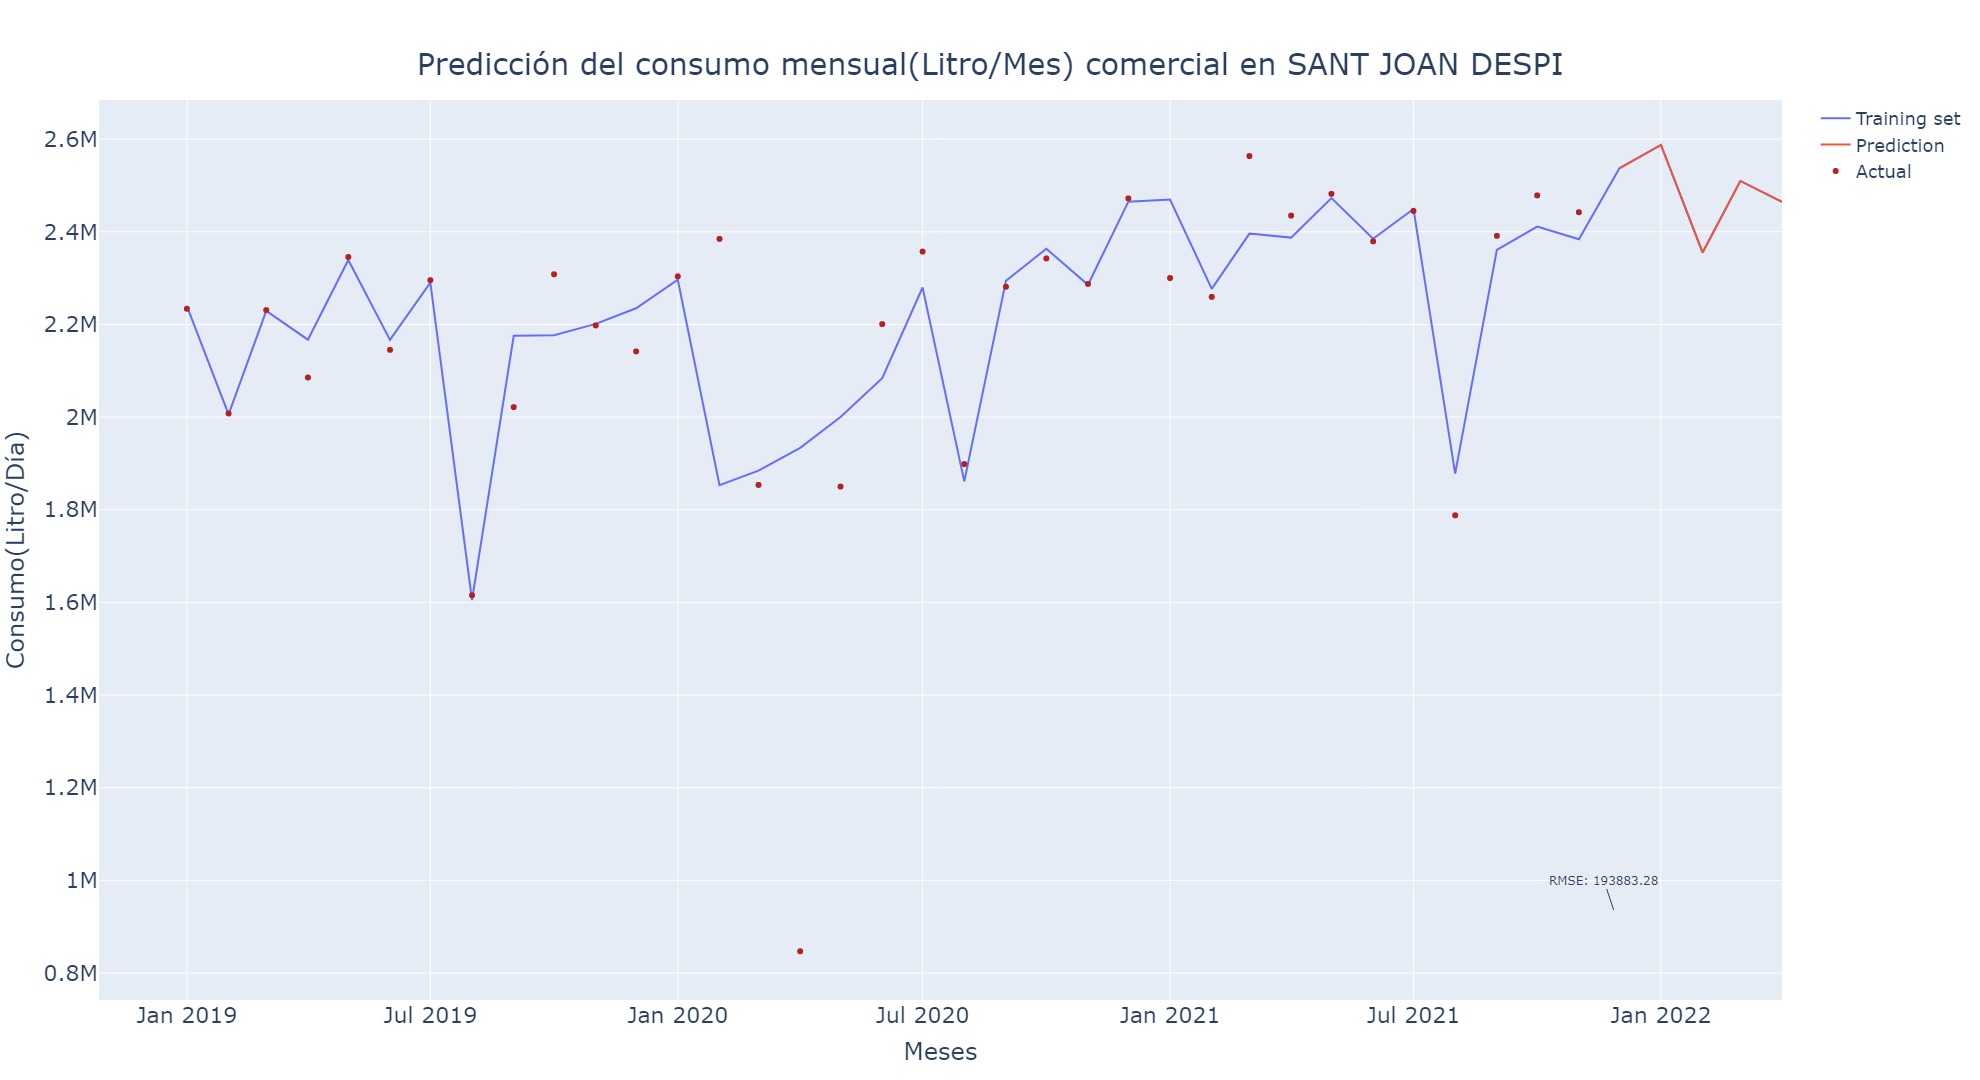 Predicción del consumo mensual(Litro/Mes) comercial en SANT JOAN DESPI
Training set
Prediction
Actual
Consumo(Litro/Día)
2.6M
2.4M
2.2M
2M
1.8M
1.6M
1.4M
1.2M
1M
0.8M
RMSE: 193883.28
Jan 2019
Jul 2019
Jan 2020
Jul 2020
Jan 2021
Jul 2021
Jan 2022
Meses